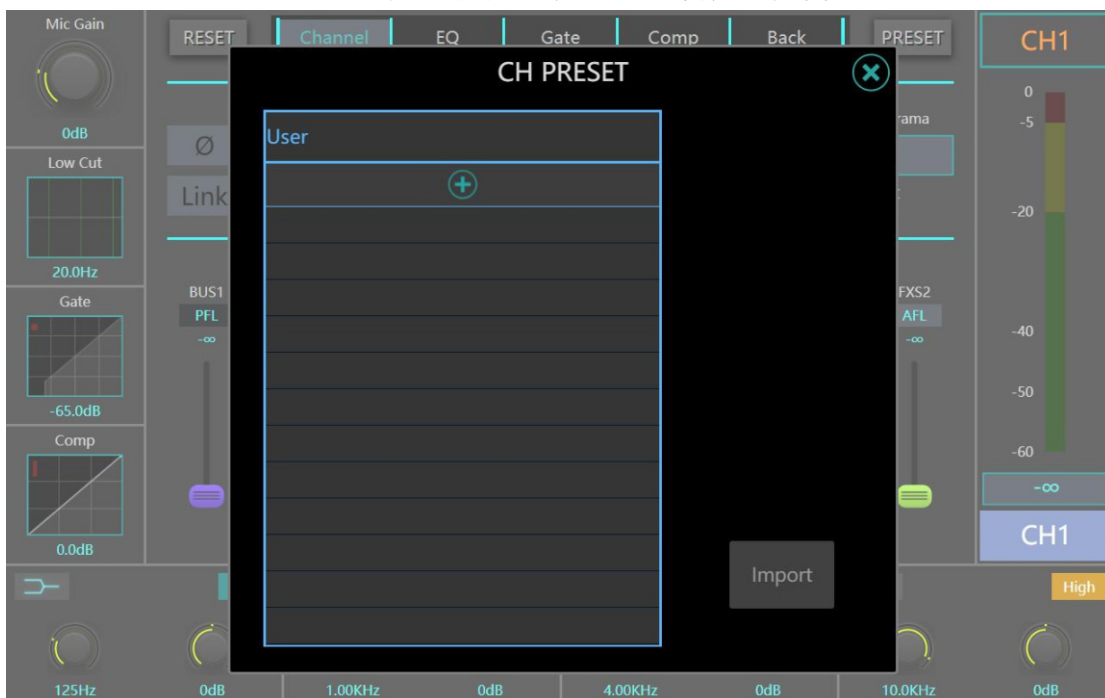 Mic Gain
0dB
Low Cut
20.0Hz
Gate
-65.0dB
Comp
0.0dB
RESET
Channel
EQ
Gate
Comp
Back
PRESET
CH PRESET
User
Import
Ø
Link
BUS1
PFL
-∞
rama
FXS2
AFL
-∞
CH1
0
-5
-20
-40
-50
-60
-∞
CH1
High
125Hz
0dB
1.00KHz
0dB
4.00KHz
0dB
10.0KHz
0dB